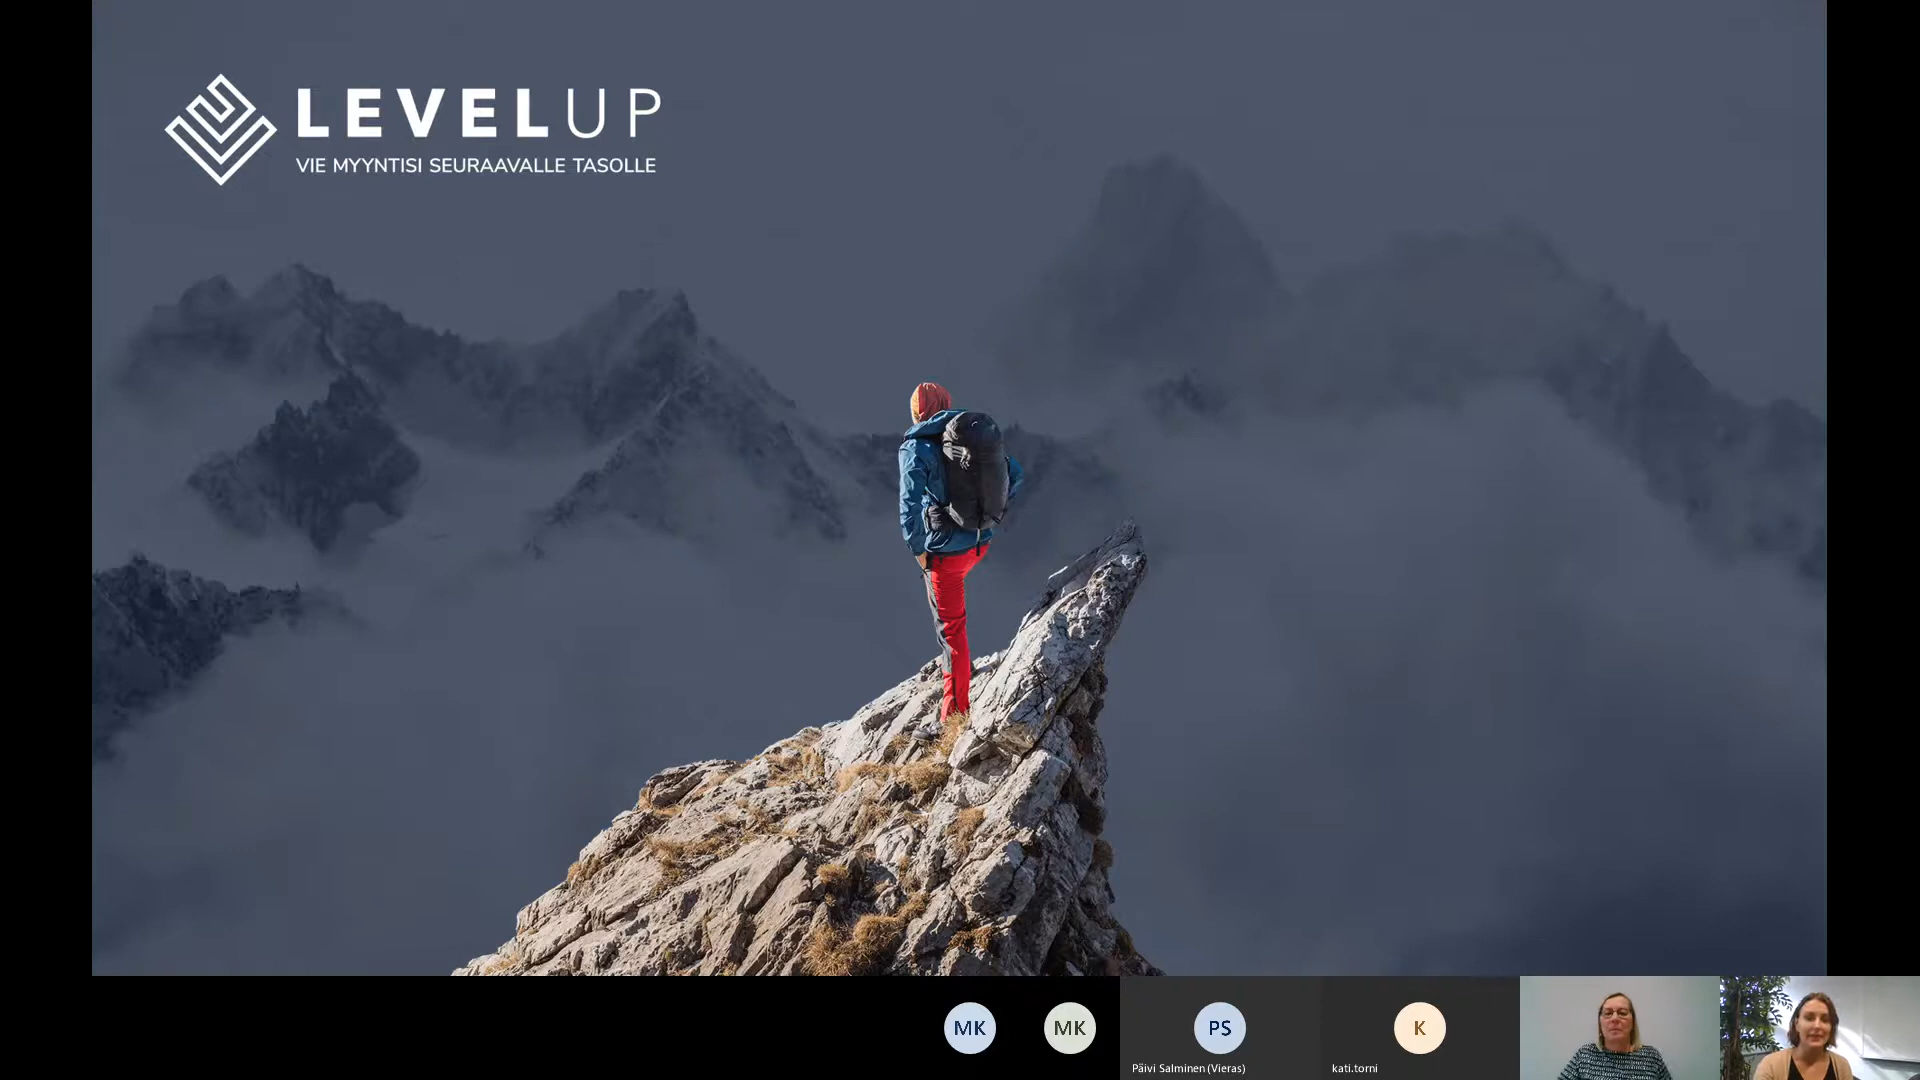 LEVELUP
VIE MYYNTISI SEURAAVALLE TASOLLE
MK
MK
PS
K
Päivi Salminen (Vieras)
kati.torni